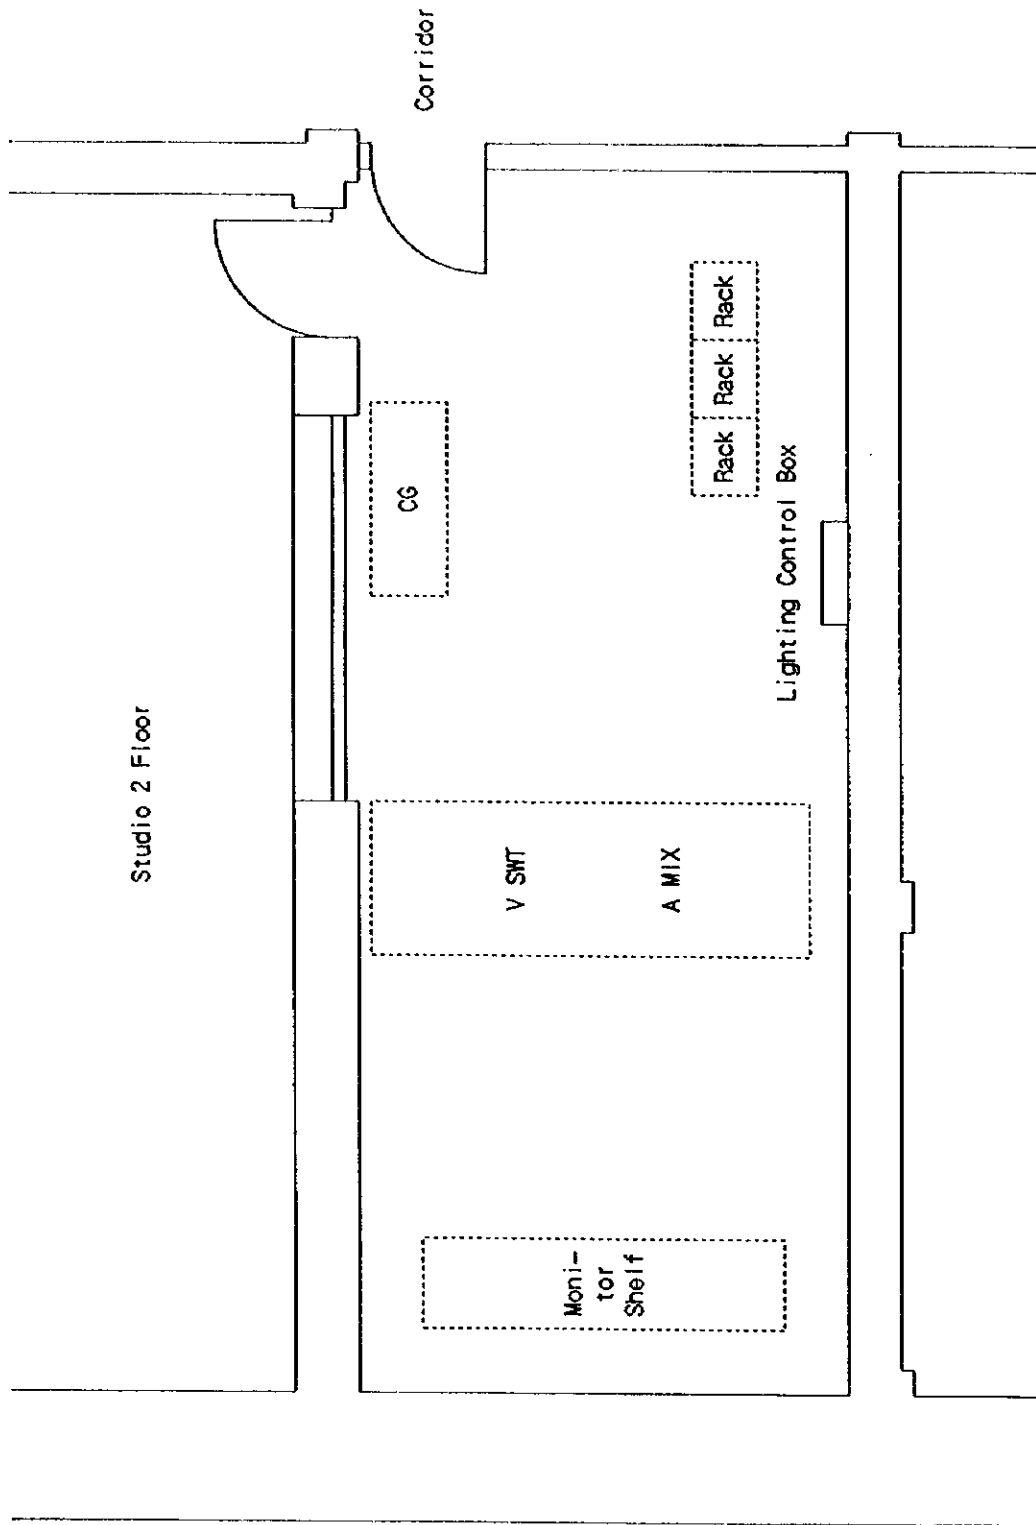 Studio 2 Floor
Corridor
CG
V SWT
A MIX
Moni-
tor
Shelf
Rack
Rack
Rack
Lighting Control Box